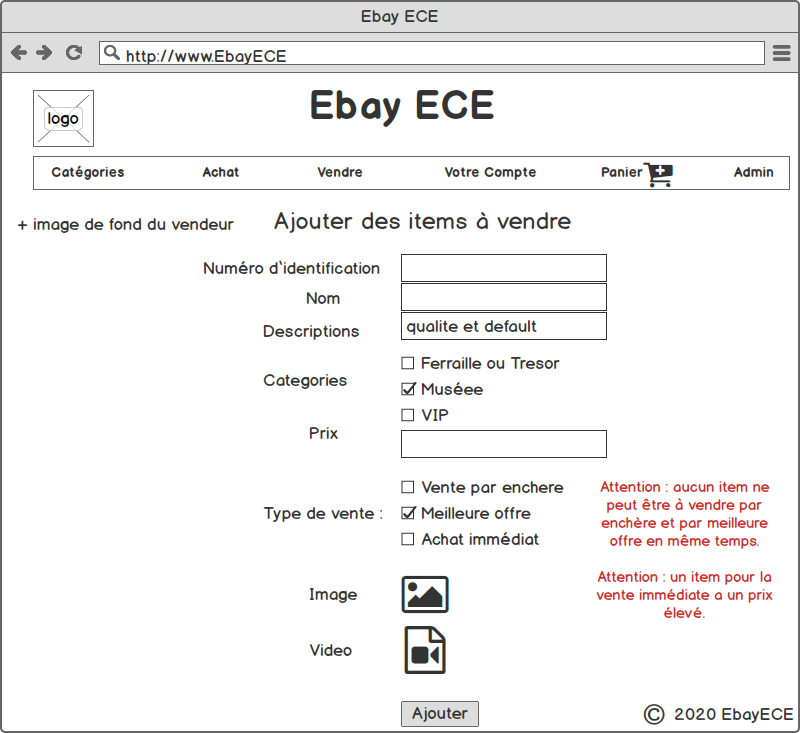 Ebay ECE
http://www.EbayECE
logo
Ebay ECE
Catégories Achat Vendre Votre Compte Panier Admin
+ image de fond du vendeur
Ajouter des items à vendre
Numéro d`identification
Nom
Descriptions qualite et default
Categories
Ferraille ou Tresor
Muséee
VIP
Prix
Type de vente :
Vente par enchere
Meilleure offre
Achat immédiat
Attention : aucun item ne
peut être à vendre par
enchère et par meilleure
offre en même temps.
Attention : un item pour la
vente immédiate a un prix
élevé.
Image
Video
Ajouter
© 2020 EbayECE